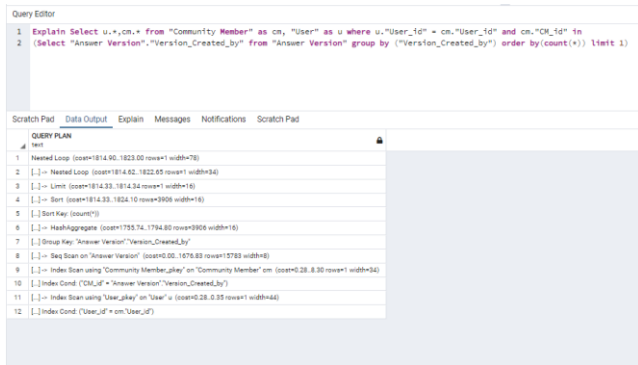 Query Editor
1 Explain Select u.*,cm.* from "Community Member" as cm, "User" as u where u."User_id" = cm."User_id" and cm."CM_id" in
2 (Select "Answer Version"."Version_Created_by" from "Answer Version" group by ("Version_Created_by") order by(count(*)) limit 1)
Scratch Pad Data Output Explain Messages Notifications Scratch Pad
QUERY PLAN
text
1 Nested Loop (cost=1814.90..1823.00 rows=1 width=78)
2 [...] -> Nested Loop (cost=1814.62..1822.65 rows=1 width=34)
3 [...] -> Limit (cost=1814.33..1814.34 rows=1 width=16)
4 [...] -> Sort (cost=1814.33..1824.10 rows=3906 width=16)
5 [...] Sort Key: (count(*))
6 [...] -> HashAggregate (cost=1755.74..1794.80 rows=3906 width=16)
7 [...] Group Key: "Answer Version"."Version_Created_by"
8 [...] -> Seq Scan on "Answer Version" (cost=0.00..1676.83 rows=15783 width=8)
9 [...] -> Index Scan using "Community Member_pkey" on "Community Member" cm (cost=0.28..8.30 rows=1 width=34)
10 [...] Index Cond: ("CM_id" = "Answer Version"."Version_Created_by")
11 [...] -> Index Scan using "User_pkey" on "User" u (cost=0.28..0.35 rows=1 width=44)
12 [...] Index Cond: ("User_id" = cm."User_id")